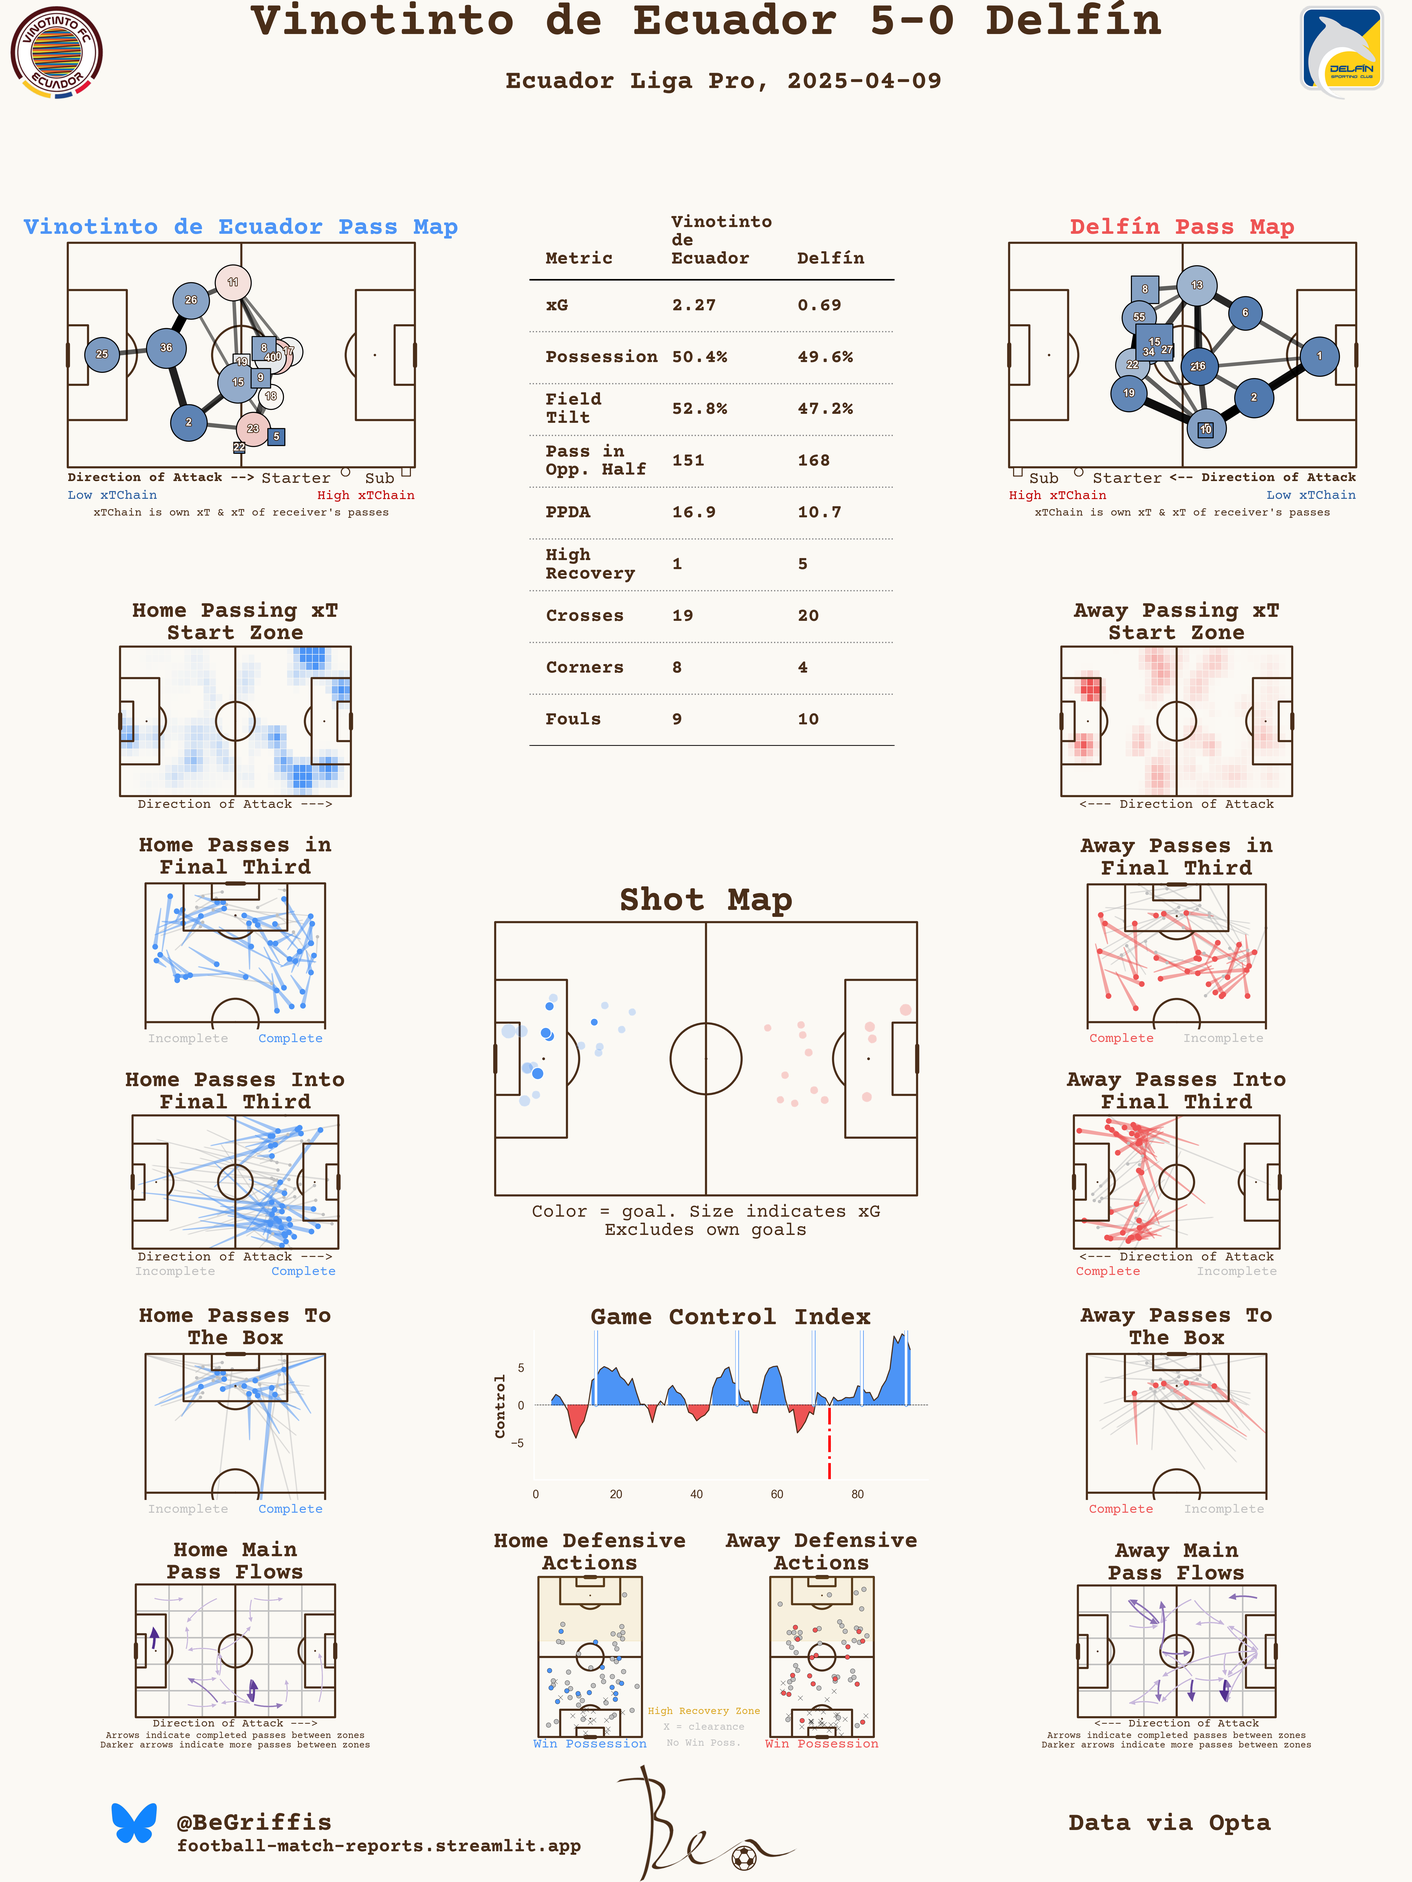 Vinotinto de Ecuador 5-0 Delfín
Ecuador Liga Pro, 2025-04-09
VINOTINTO FC
ECUADOR
DELFÍN
SPORTING CLUB
Vinotinto de Ecuador Pass Map
11
26
36
25
8
40
17
19
15
9
18
2
23
5
22
Direction of Attack --> Starter Sub
Low xTChain High xTChain
xTChain is own xT & xT of receiver's passes
Metric Vinotinto de Ecuador Delfín
xG 2.27 0.69
Possession 50.4% 49.6%
Field Tilt 52.8% 47.2%
Pass in Opp. Half 151 168
PPDA 16.9 10.7
High Recovery 1 5
Crosses 19 20
Corners 8 4
Fouls 9 10
Delfín Pass Map
8
13
55
6
15
34
27
22
16
1
19
2
10
Sub Starter <-- Direction of Attack
High xTChain Low xTChain
xTChain is own xT & xT of receiver's passes
Home Passing xT
Start Zone
Direction of Attack --->
Away Passing xT
Start Zone
<--- Direction of Attack
Home Passes in
Final Third
Incomplete Complete
Away Passes in
Final Third
Complete Incomplete
Shot Map
Color = goal. Size indicates xG
Excludes own goals
Home Passes Into
Final Third
Direction of Attack --->
Incomplete Complete
Away Passes Into
Final Third
<--- Direction of Attack
Complete Incomplete
Home Passes To
The Box
Incomplete Complete
Game Control Index
Control
5
0
−5
0 20 40 60 80
Away Passes To
The Box
Complete Incomplete
Home Main
Pass Flows
Direction of Attack --->
Arrows indicate completed passes between zones
Darker arrows indicate more passes between zones
Home Defensive
Actions
Win Possession
High Recovery Zone
X = clearance
No Win Poss.
Away Defensive
Actions
Win Possession
Away Main
Pass Flows
<--- Direction of Attack
Arrows indicate completed passes between zones
Darker arrows indicate more passes between zones
@BeGriffis
football-match-reports.streamlit.app
Ben
Data via Opta